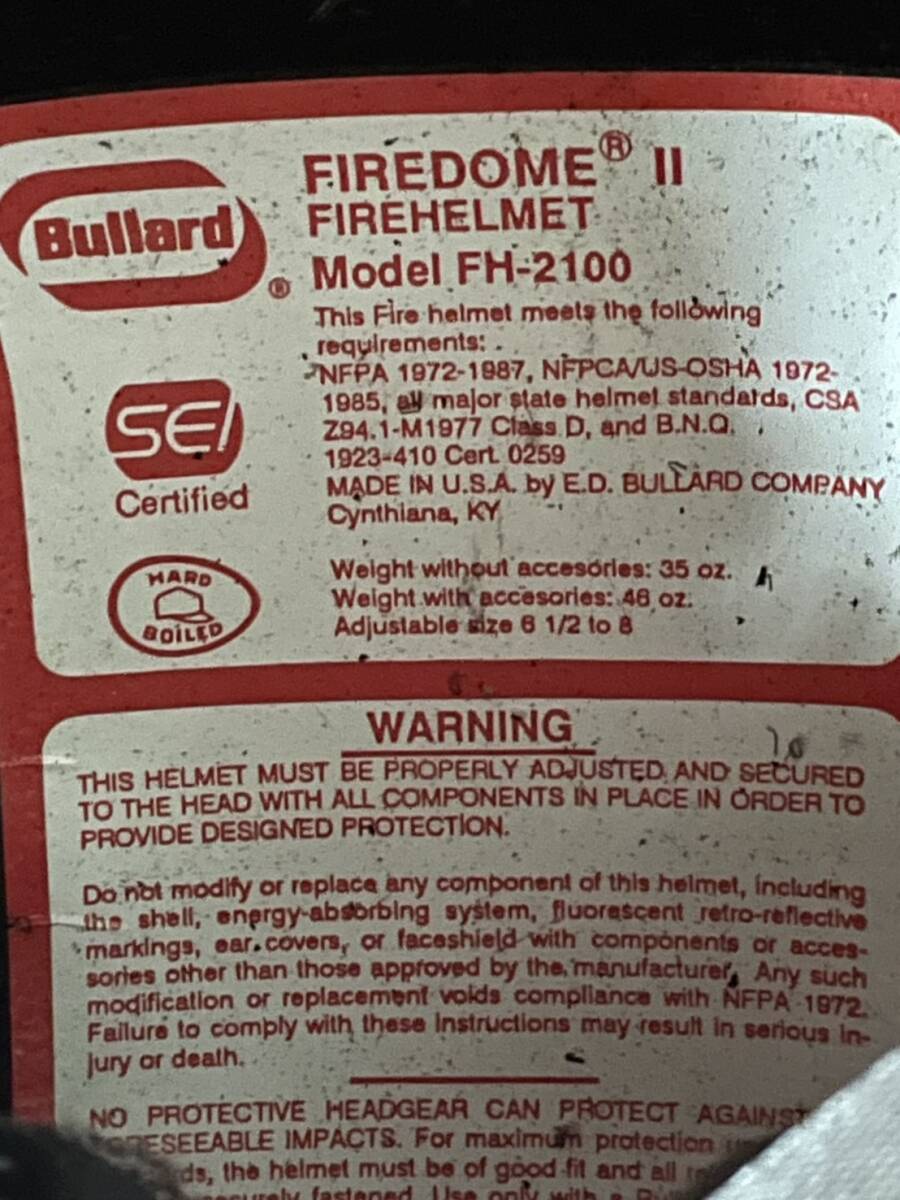 Bullard
®
FIREDOME® II
FIREHELMET
Model FH-2100
This Fire helmet meets the following
requirements:
NFPA 1972-1987, NFPCA/US-OSHA 1972-
1985, all major state helmet standards, CSA
Z94.1-M1977 Class D, and B.N.Q.
1923-410 Cert. 0259
MADE IN U.S.A. by E.D. BULLARD COMPANY
Cynthiana, KY
SEI
Certified
HARD
BOILED
Weight without accesories: 35 oz.
Weight with accesories: 46 oz.
Adjustable size 6 1/2 to 8
WARNING
THIS HELMET MUST BE PROPERLY ADJUSTED AND SECURED
TO THE HEAD WITH ALL COMPONENTS IN PLACE IN ORDER TO
PROVIDE DESIGNED PROTECTION.
Do not modify or replace any component of this helmet, including
the shell, energy-absorbing system, fluorescent retro-reflective
markings, ear covers, or faceshield with components or acces-
sories other than those approved by the manufacturer. Any such
modification or replacement voids compliance with NFPA 1972.
Failure to comply with these instructions may result in serious in-
jury or death.
NO PROTECTIVE HEADGEAR CAN PROTECT AGAINST
IMPACTS. For maximum protection
the helmet must be of good fit and all
fastened. Use only with a